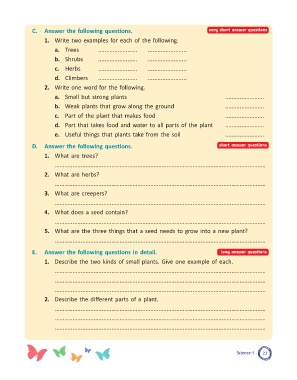 C. Answer the following questions. very short answer questions
1. Write two examples for each of the following.
a. Trees ........................ ........................
b. Shrubs ........................ ........................
c. Herbs ........................ ........................
d. Climbers ........................ ........................
2. Write one word for the following.
a. Small but strong plants ........................
b. Weak plants that grow along the ground ........................
c. Part of the plant that makes food ........................
d. Part that takes food and water to all parts of the plant ........................
e. Useful things that plants take from the soil ........................
D. Answer the following questions. short answer questions
1. What are trees?
2. What are herbs?
3. What are creepers?
4. What does a seed contain?
5. What are the three things that a seed needs to grow into a new plant?
E. Answer the following questions in detail. long answer questions
1. Describe the two kinds of small plants. Give one example of each.
2. Describe the different parts of a plant.
Science-1 23